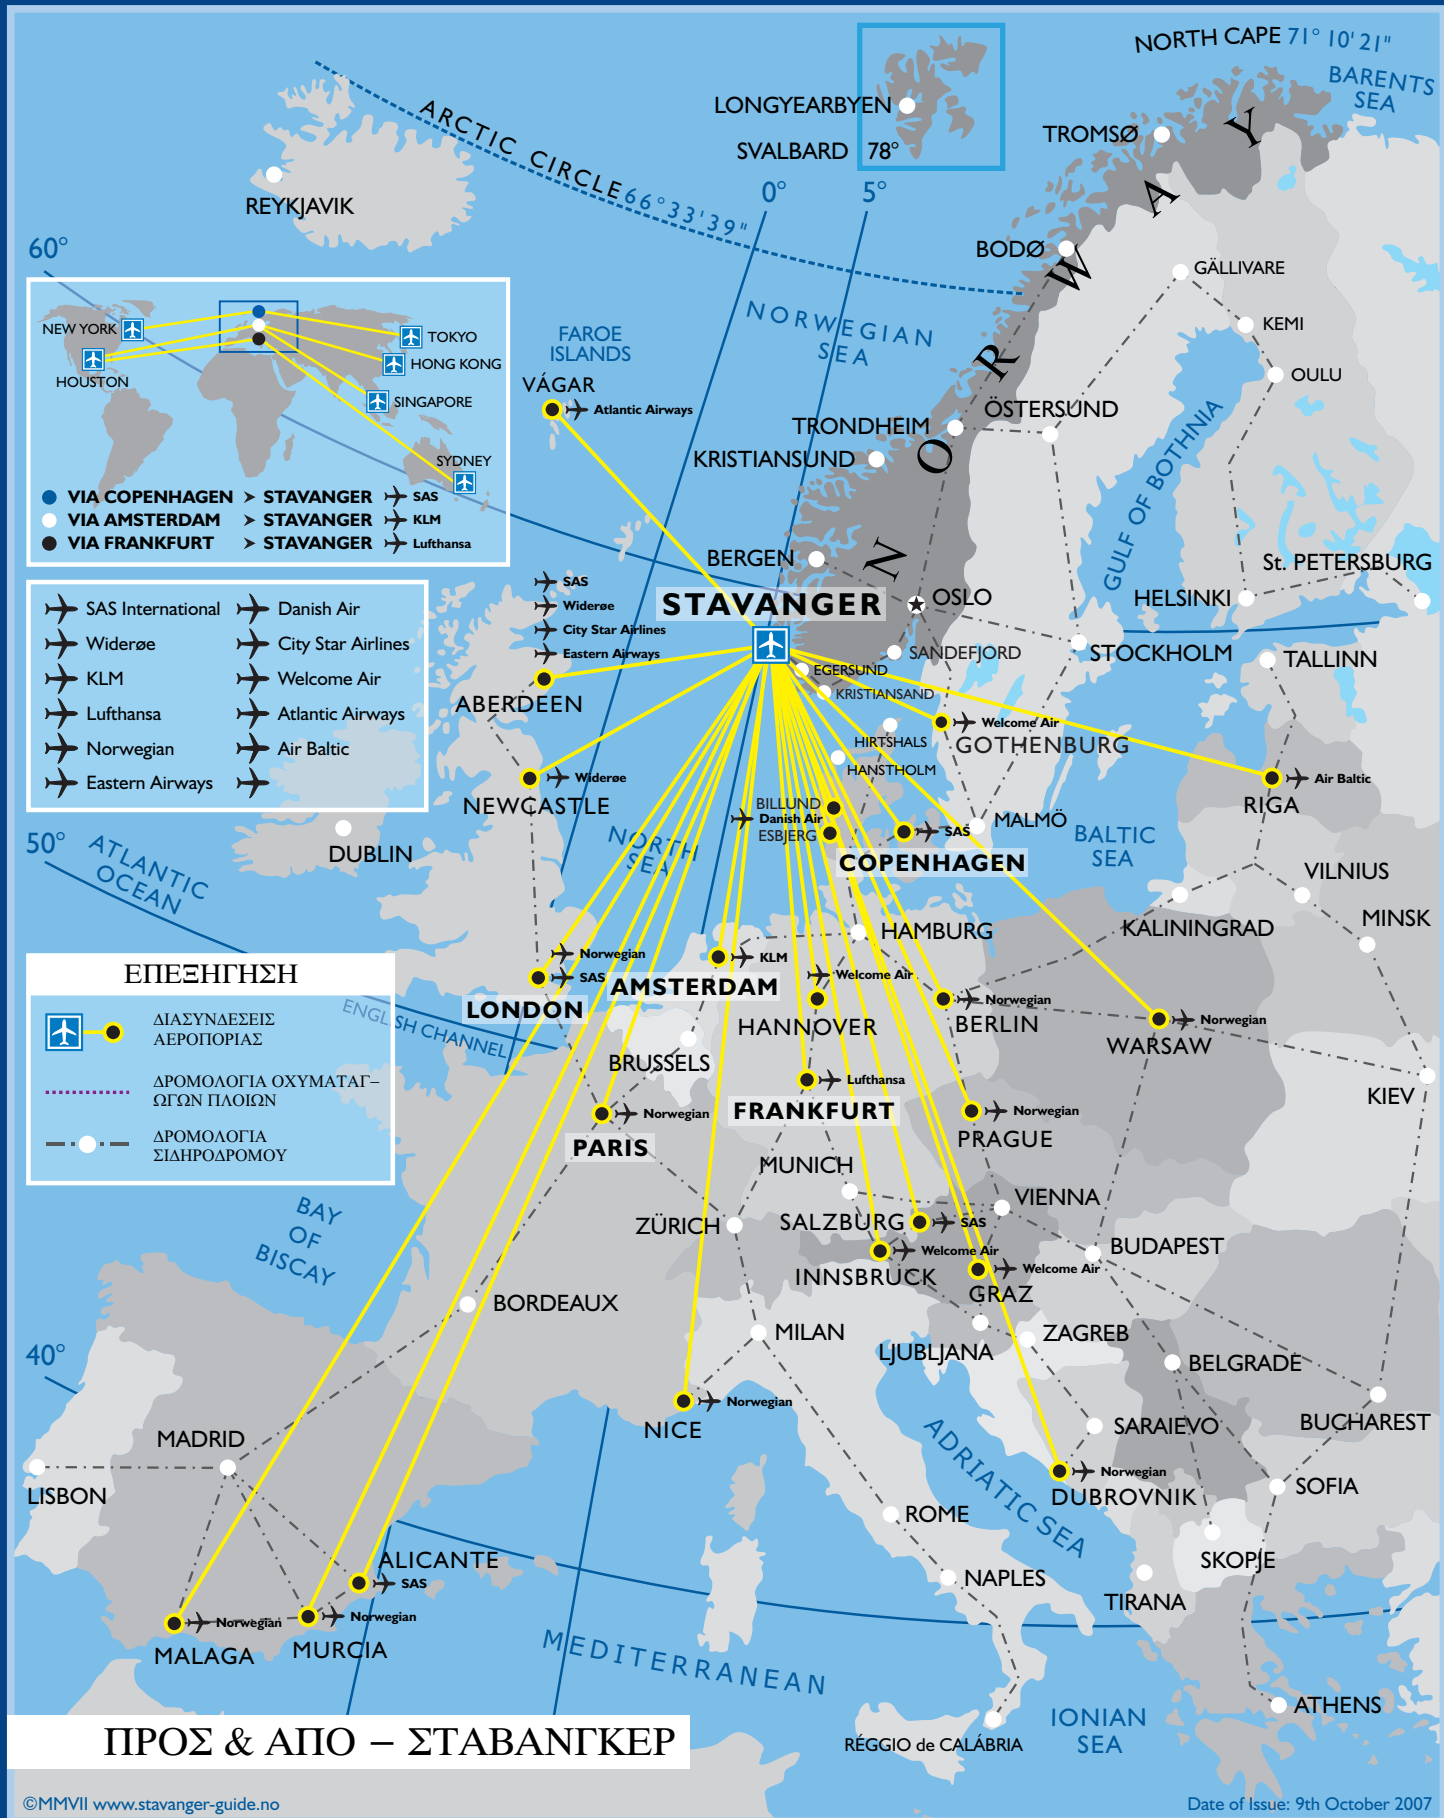 NORTH CAPE 71° 10' 21"
BARENTS
SEA
LONGYEARBYEN
SVALBARD 78°
TROMSØ
ARCTIC CIRCLE 66°33'39"
0°
5°
REYKJAVIK
60°
BODØ
GÄLLIVARE
NORWAY
NORWEGIAN
SEA
KEMI
OULU
FAROE
ISLANDS
VÁGAR
Atlantic Airways
NEW YORK
HOUSTON
TOKYO
HONG KONG
SINGAPORE
SYDNEY
VIA COPENHAGEN > STAVANGER SAS
VIA AMSTERDAM > STAVANGER KLM
VIA FRANKFURT > STAVANGER Lufthansa
ÖSTERSUND
TRONDHEIM
KRISTIANSUND
GULF OF BOTHNIA
BERGEN
St. PETERSBURG
HELSINKI
STAVANGER
OSLO
SAS
Widerøe
City Star Airlines
Eastern Airways
ABERDEEN
SAS International
Widerøe
KLM
Lufthansa
Norwegian
Eastern Airways
Danish Air
City Star Airlines
Welcome Air
Atlantic Airways
Air Baltic
SANDEFJORD
EGERSUND
KRISTIANSAND
STOCKHOLM
TALLINN
Welcome Air
GOTHENBURG
HIRTSHALS
HANSTHOLM
Widerøe
NEWCASTLE
Air Baltic
RIGA
BILLUND
Danish Air
ESBJERG
SAS
COPENHAGEN
MALMÖ
BALTIC
SEA
NORTH
SEA
DUBLIN
50°
ATLANTIC
OCEAN
VILNIUS
MINSK
KALININGRAD
HAMBURG
Norwegian
SAS
LONDON
KLM
AMSTERDAM
Welcome Air
HANNOVER
Norwegian
BERLIN
Norwegian
WARSAW
ENGLISH CHANNEL
ΕΠΕΞΗΓΗΣΗ
ΔΙΑΣΥΝΔΕΣΕΙΣ
ΑΕΡΟΠΟΡΙΑΣ
ΔΡΟΜΟΛΟΓΙΑ ΟΧΥΜΑΤΑΓ–
ΩΓΩΝ ΠΛΟΙΩΝ
ΔΡΟΜΟΛΟΓΙΑ
ΣΙΔΗΡΟΔΡΟΜΟΥ
BRUSSELS
Lufthansa
FRANKFURT
KIEV
Norwegian
PARIS
Norwegian
PRAGUE
MUNICH
VIENNA
ZÜRICH
SALZBURG
SAS
Welcome Air
INNSBRUCK
Welcome Air
GRAZ
BUDAPEST
BAY
OF
BISCAY
BORDEAUX
MILAN
LJUBLJANA
ZAGREB
BELGRADE
40°
Norwegian
NICE
MADRID
LISBON
SARAIEVO
BUCHAREST
ADRIATIC SEA
Norwegian
DUBROVNIK
SOFIA
ROME
SKOPJE
NAPLES
TIRANA
ALICANTE
SAS
Norwegian
MALAGA
Norwegian
MURCIA
MEDITERRANEAN
ATHENS
IONIAN
SEA
RÉGGIO de CALÁBRIA
ΠΡΟΣ & ΑΠΟ – ΣΤΑΒΑΝΓΚΕΡ
©MMVII www.stavanger-guide.no
Date of Issue: 9th October 2007